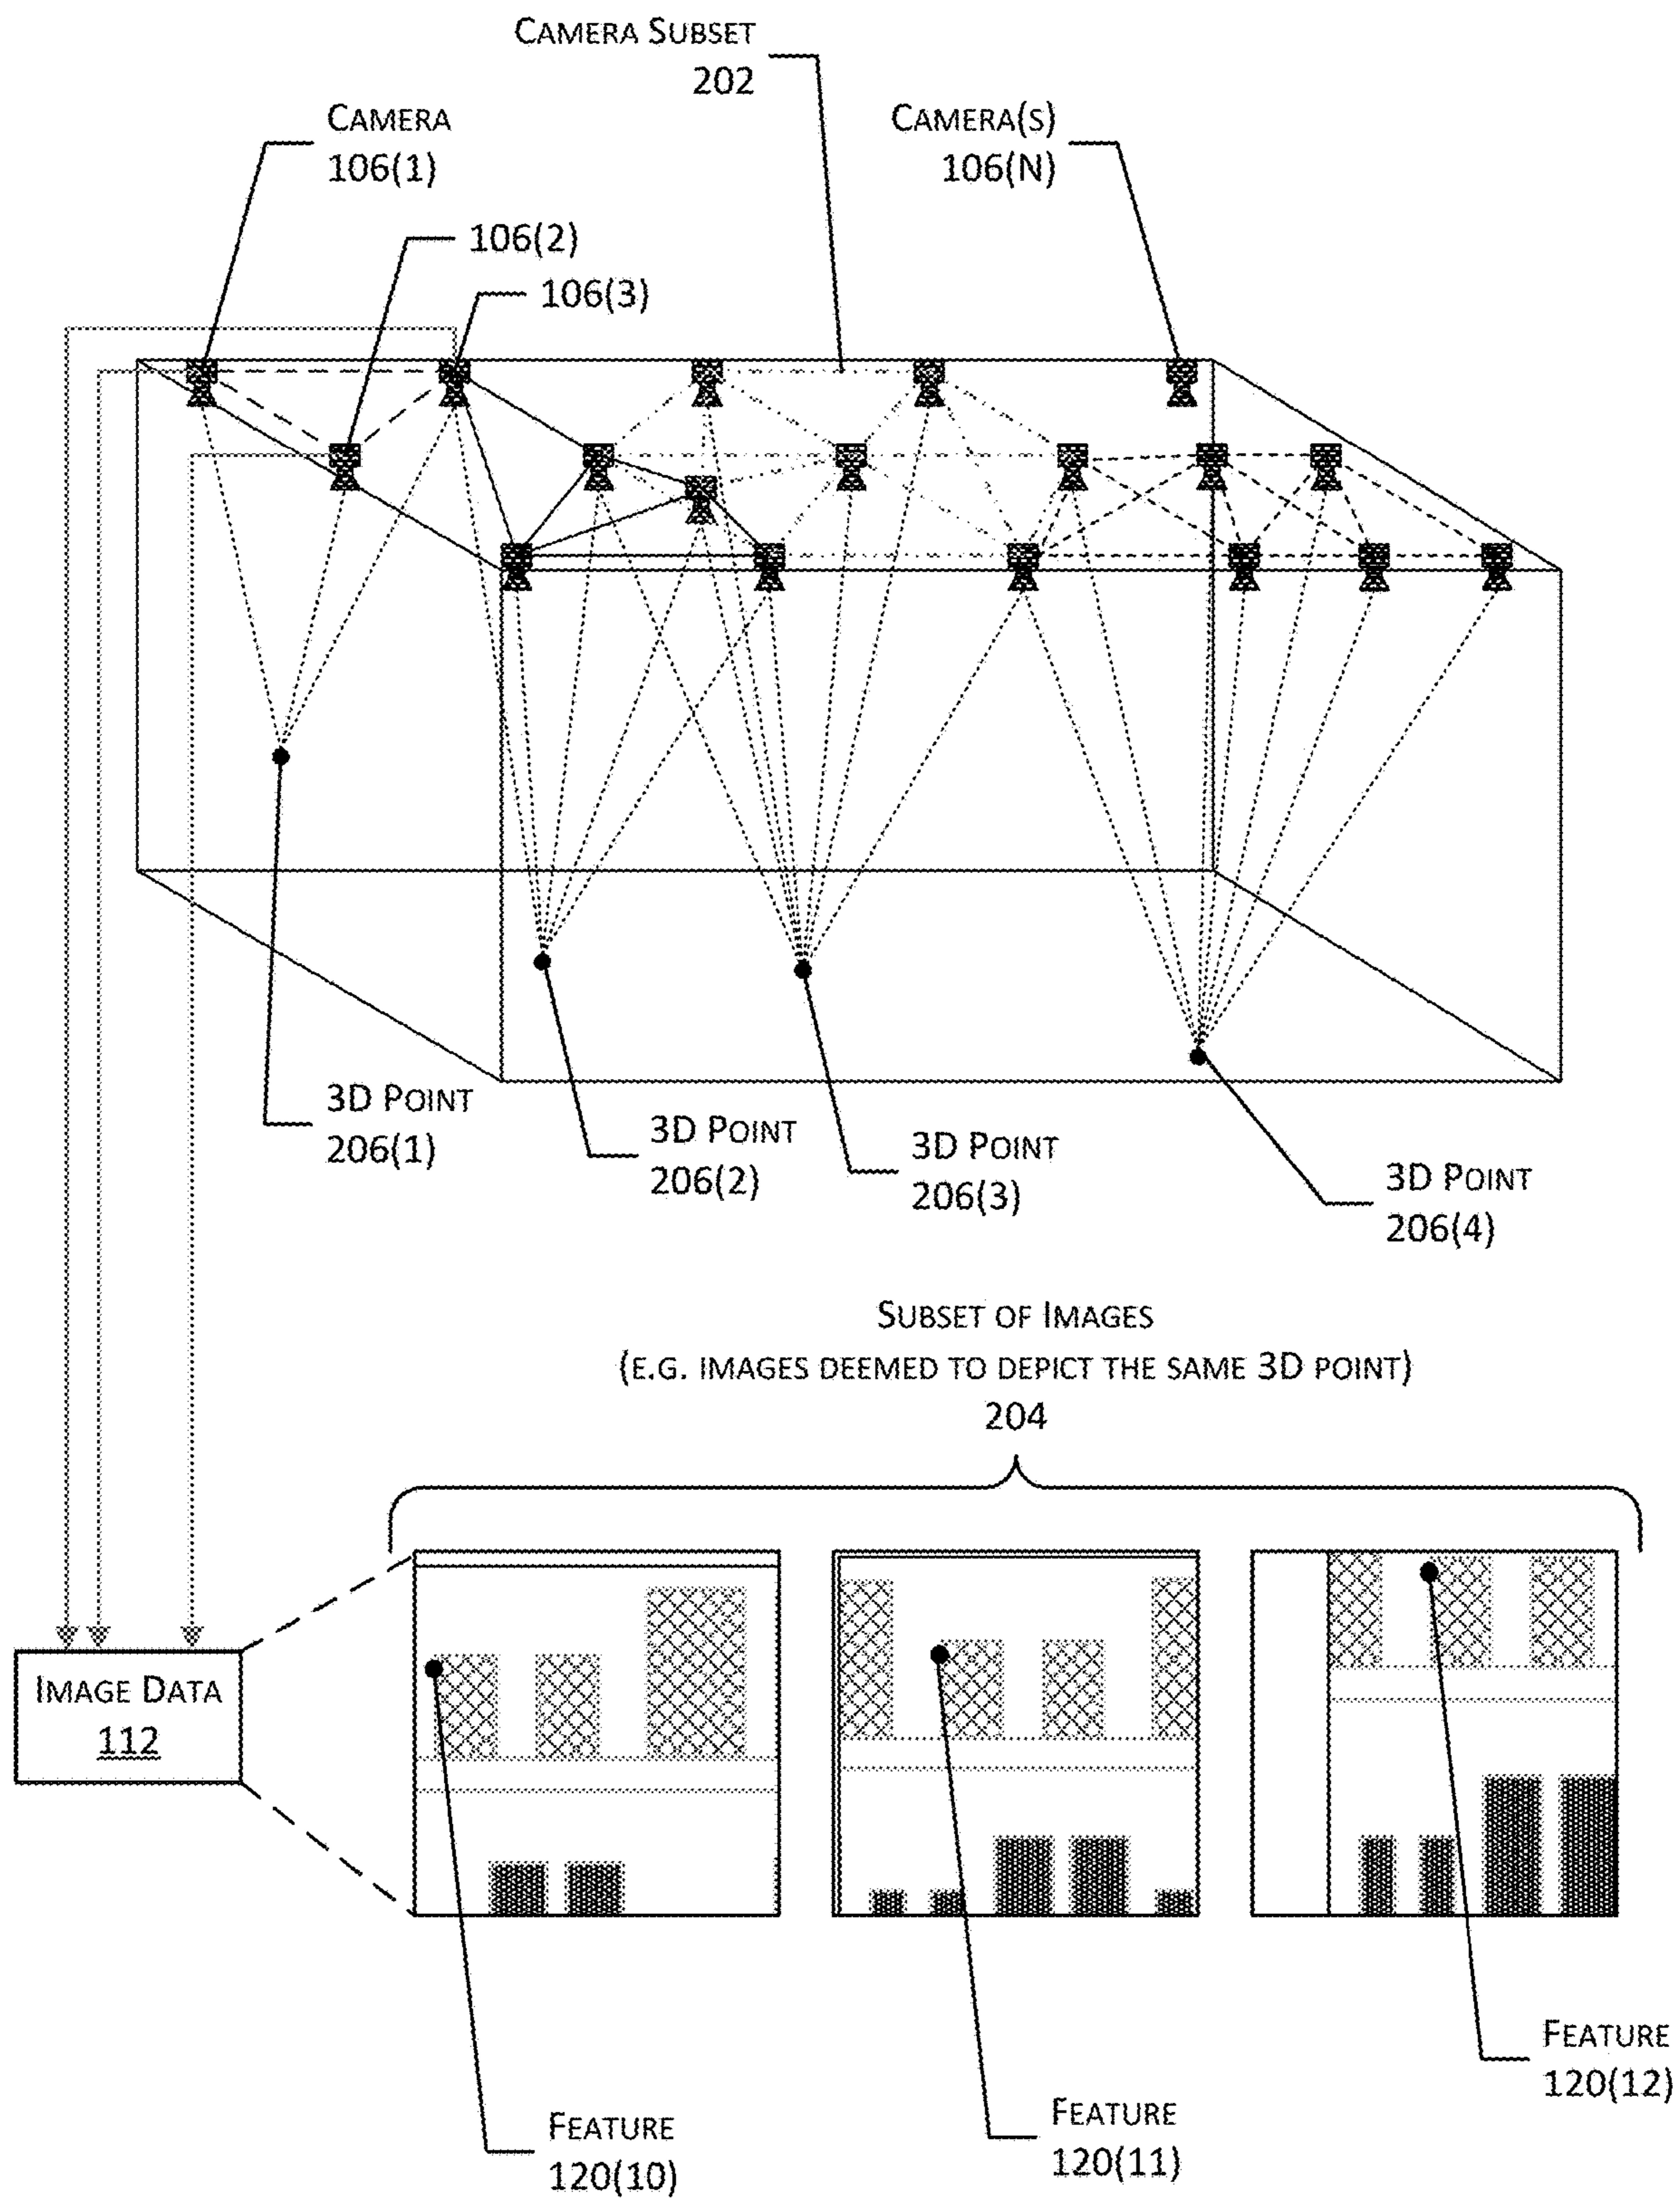 CAMERA SUBSET
202
CAMERA
106(1)
CAMERA(S)
106(N)
106(2)
106(3)
3D POINT
206(1)
3D POINT
206(2)
3D POINT
206(3)
3D POINT
206(4)
SUBSET OF IMAGES
(E.G. IMAGES DEEMED TO DEPICT THE SAME 3D POINT)
204
IMAGE DATA
112
FEATURE
120(10)
FEATURE
120(11)
FEATURE
120(12)